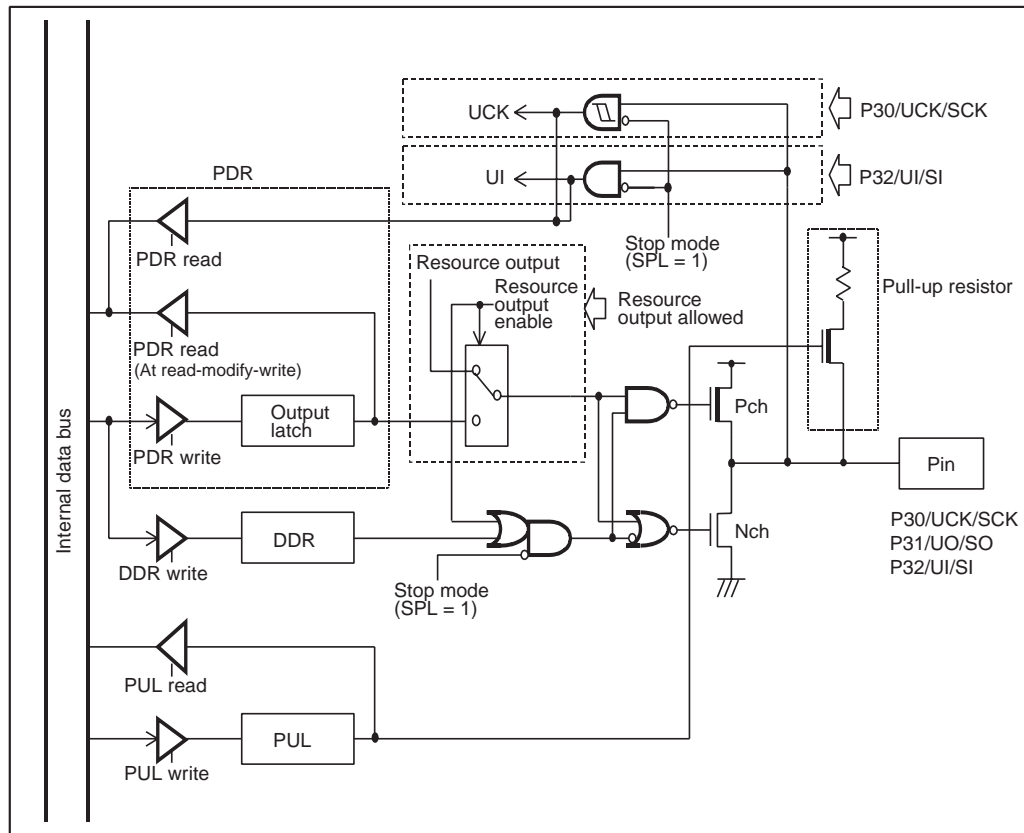 UCK
P30/UCK/SCK
PDR
UI
P32/UI/SI
PDR read
Stop mode
(SPL = 1)
Resource output
Resource
output
enable
Resource
output allowed
Pull-up resistor
PDR read
(At read-modify-write)
Output
latch
PDR write
Pch
Pin
Internal data bus
DDR
DDR write
Nch
P30/UCK/SCK
P31/UO/SO
P32/UI/SI
Stop mode
(SPL = 1)
PUL read
PUL
PUL write